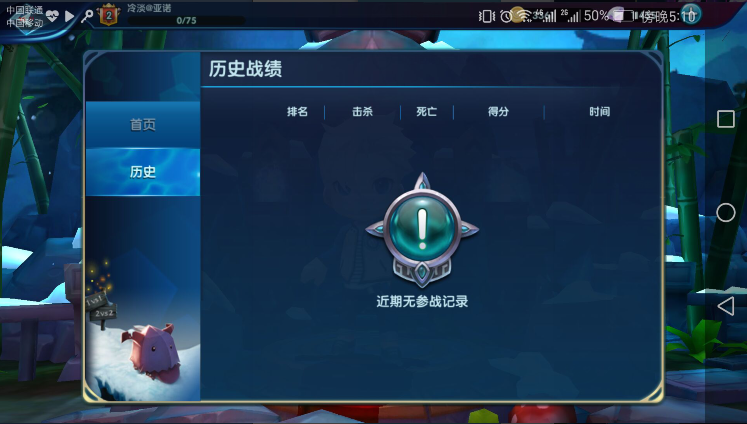 中国联通
中国移动
2
冷淡@亚诺
0/75
4G
2G
50%
傍晚5:10
历史战绩
首页
历史
排名
击杀
死亡
得分
时间
近期无参战记录
1vs1
2vs2